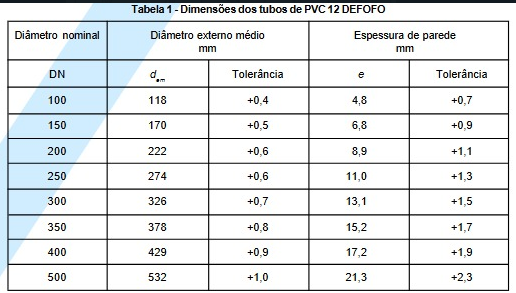 Tabela 1 - Dimensões dos tubos de PVC 12 DEFOFO
Diâmetro nominal Diâmetro externo médio Espessura de parede
mm mm
DN dem Tolerância e Tolerância
100 118 +0,4 4,8 +0,7
150 170 +0,5 6,8 +0,9
200 222 +0,6 8,9 +1,1
250 274 +0,6 11,0 +1,3
300 326 +0,7 13,1 +1,5
350 378 +0,8 15,2 +1,7
400 429 +0,9 17,2 +1,9
500 532 +1,0 21,3 +2,3